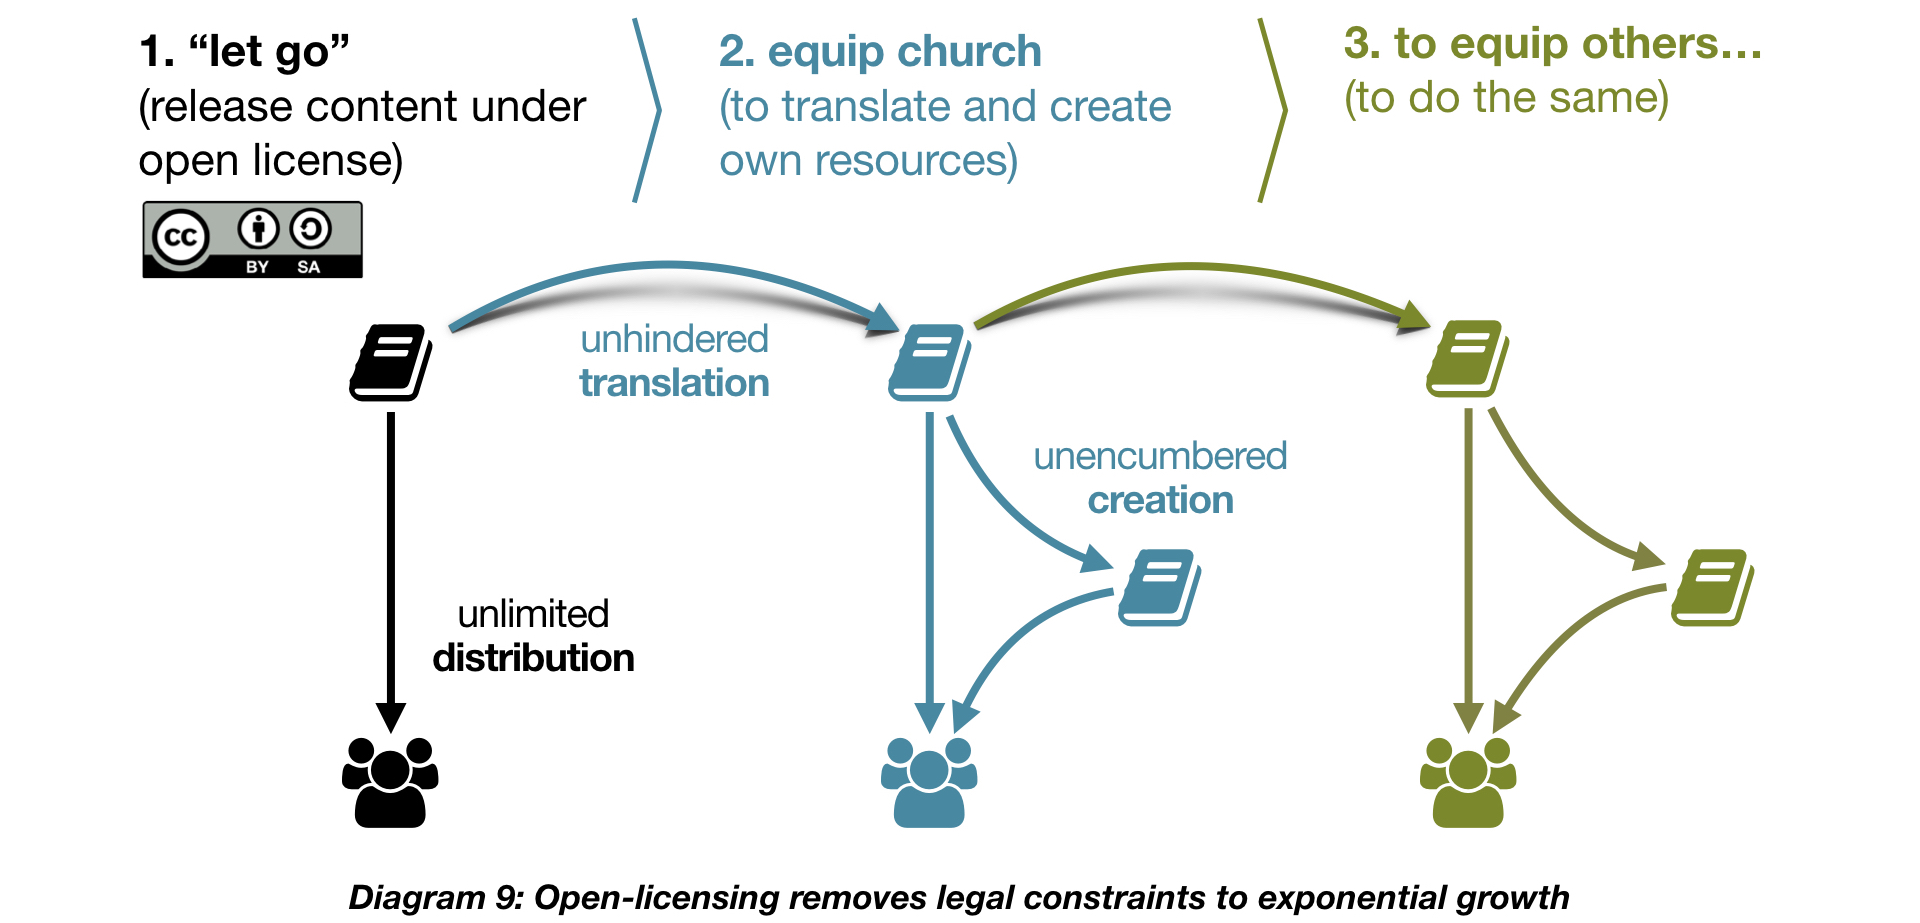 1. “let go”
(release content under
open license)
2. equip church
(to translate and create
own resources)
3. to equip others…
(to do the same)
cc
BY SA
unhindered
translation
unencumbered
creation
unlimited
distribution
Diagram 9: Open-licensing removes legal constraints to exponential growth